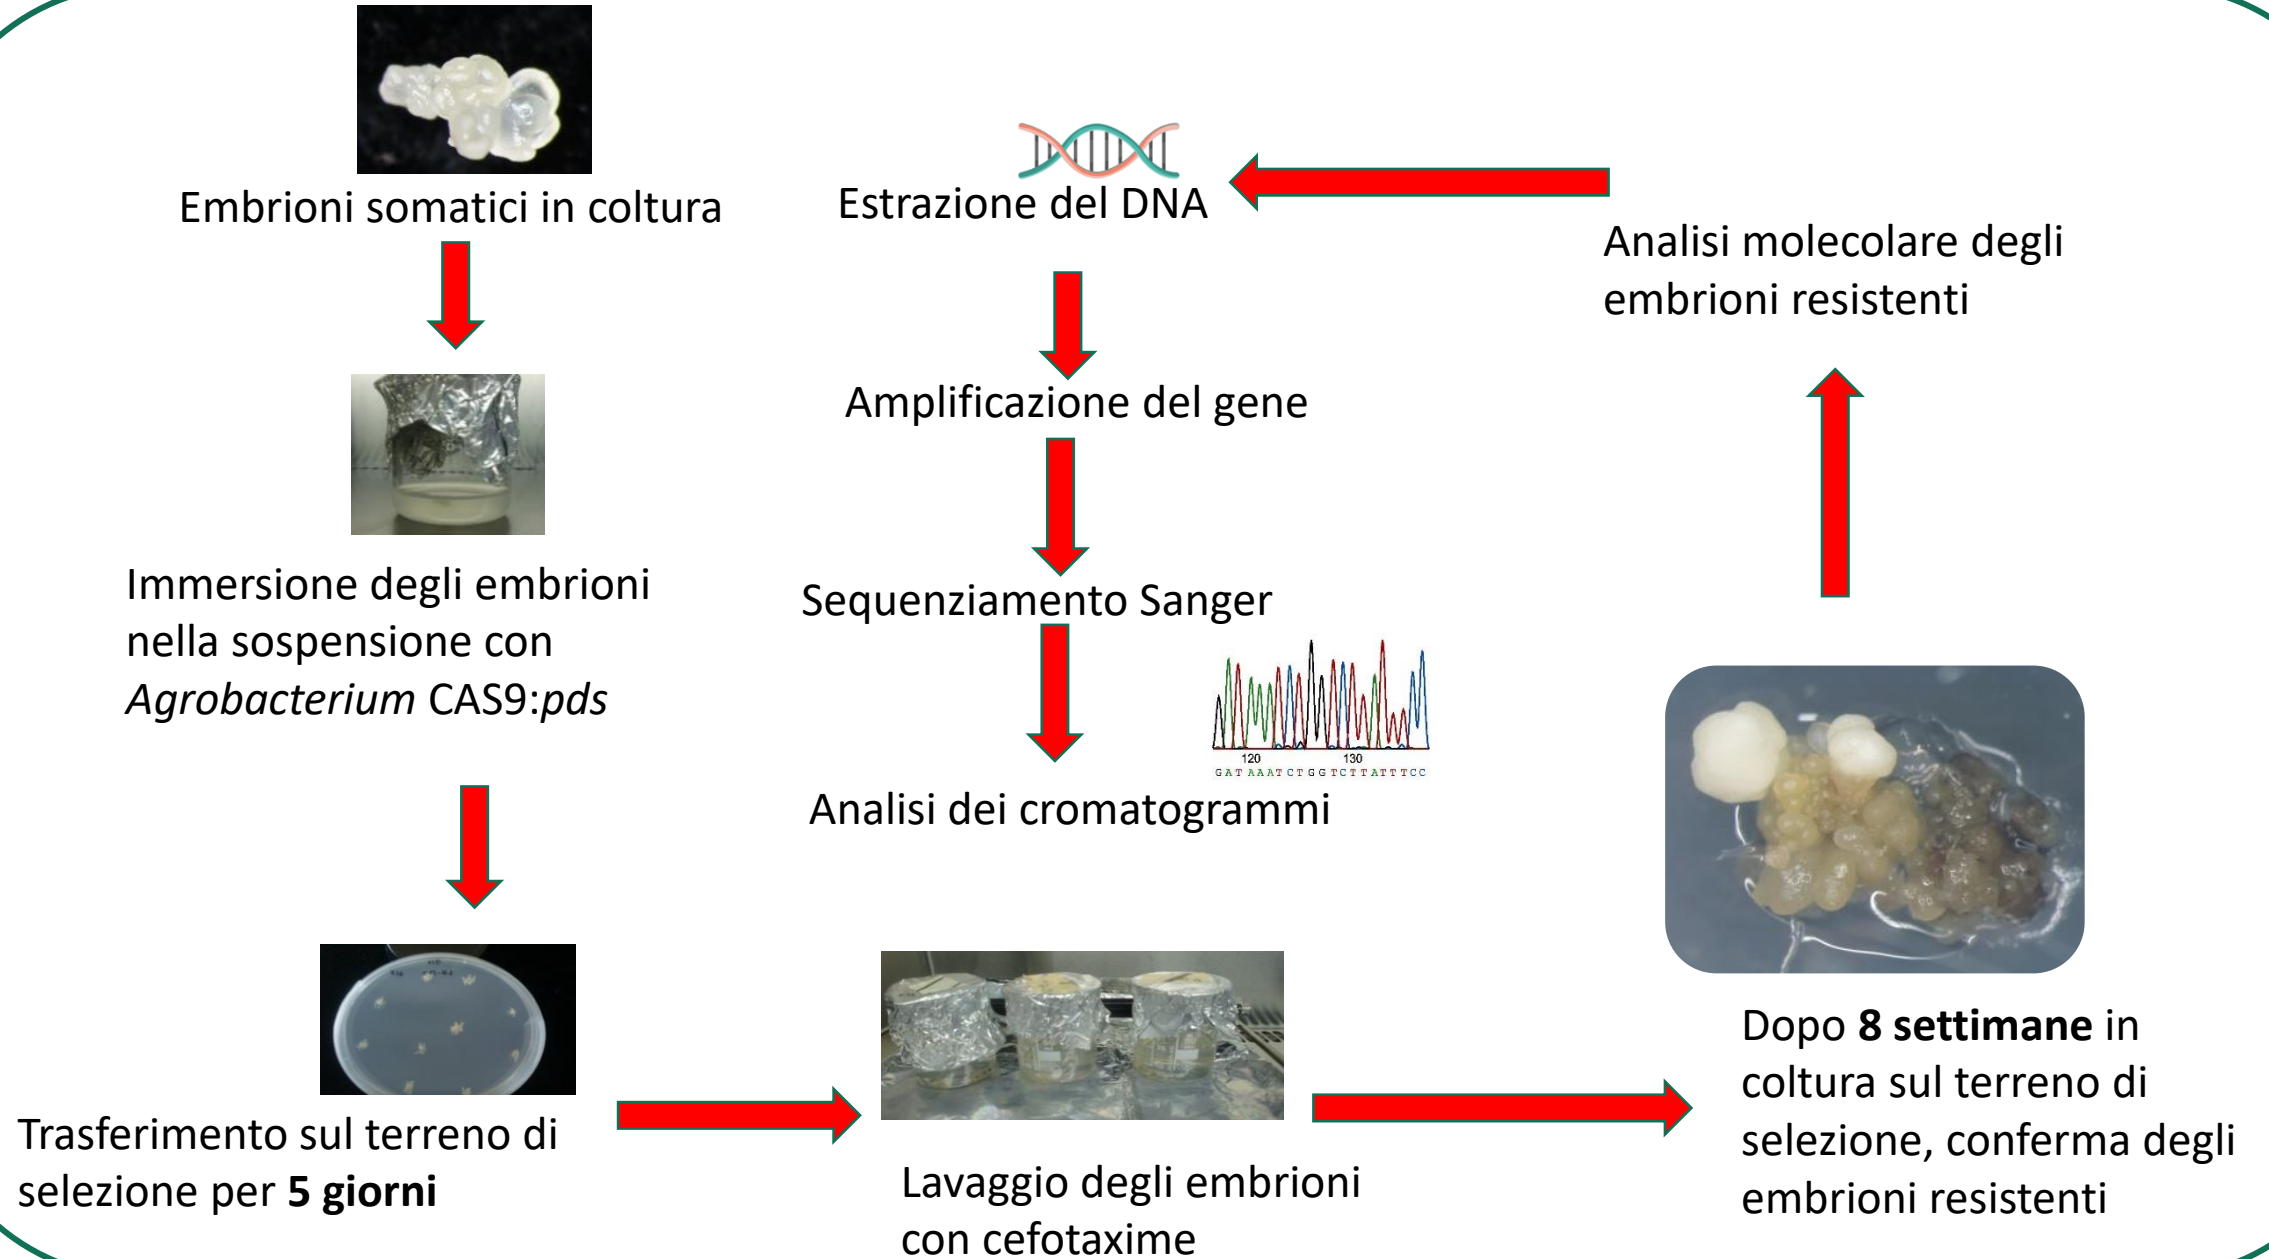 Embrioni somatici in coltura
Immersione degli embrioni
nella sospensione con
Agrobacterium CAS9:pds
Trasferimento sul terreno di
selezione per 5 giorni
Lavaggio degli embrioni
con cefotaxime
Dopo 8 settimane in
coltura sul terreno di
selezione, conferma degli
embrioni resistenti
Analisi molecolare degli
embrioni resistenti
Estrazione del DNA
Amplificazione del gene
Sequenziamento Sanger
120 130
G A T A A A T C T G G T C T T A T T T C C
Analisi dei cromatogrammi